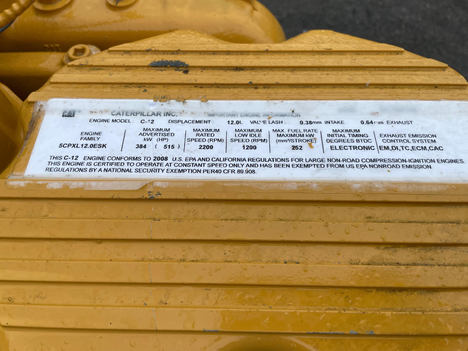 CATERPILLAR INC. IMPORTANT ENGINE INFORMATION
ENGINE MODEL C-12 DISPLACEMENT 12.0L VALVE LASH 0.38mm INTAKE. 0.64mm EXHAUST
ENGINE FAMILY MAXIMUM ADVERTISED kW (HP) MAXIMUM RATED SPEED (RPM) MAXIMUM LOW IDLE SPEED (RPM) MAX. FUEL RATE MAXIMUM kW (mm³/STROKE) INITIAL TIMING DEGREES BTDC EXHAUST EMISSION CONTROL SYSTEM
5CPXL12.0ESK 384 ( 515 ) 2200 1200 252 ELECTRONIC EM,DI,TC,ECM,CAC
THIS C-12 ENGINE CONFORMS TO 2008 U.S. EPA AND CALIFORNIA REGULATIONS FOR LARGE NON-ROAD COMPRESSION-IGNITION ENGINES.
THIS ENGINE IS CERTIFIED TO OPERATE AT CONSTANT SPEED ONLY AND HAS BEEN EXEMPTED FROM US EPA NONROAD EMISSION
REGULATIONS BY A NATIONAL SECURITY EXEMPTION PER40 CFR 89.908.